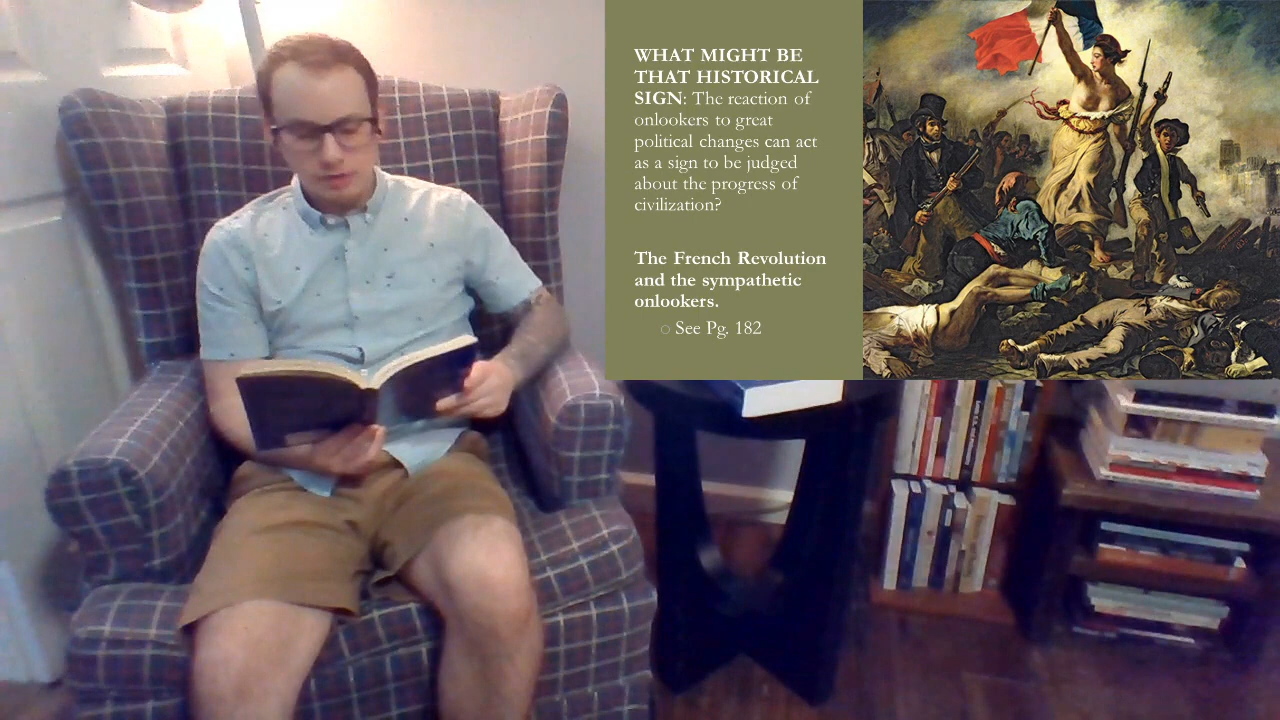 WHAT MIGHT BE
THAT HISTORICAL
SIGN: The reaction of
onlookers to great
political changes can act
as a sign to be judged
about the progress of
civilization?
The French Revolution
and the sympathetic
onlookers.
○ See Pg. 182